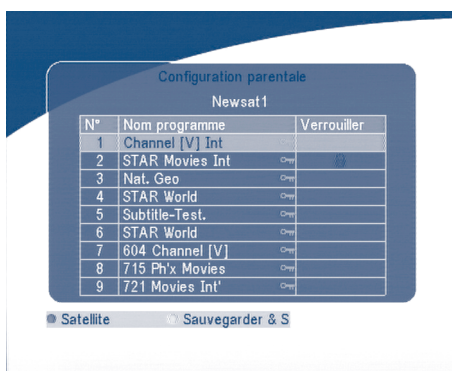 Configuration parentale
Newsat1
N° Nom programme Verrouiller
1 Channel [V] Int
2 STAR Movies Int
3 Nat. Geo
4 STAR World
5 Subtitle-Test.
6 STAR World
7 604 Channel [V]
8 715 Ph'x Movies
9 721 Movies Int'
Satellite Sauvegarder & S